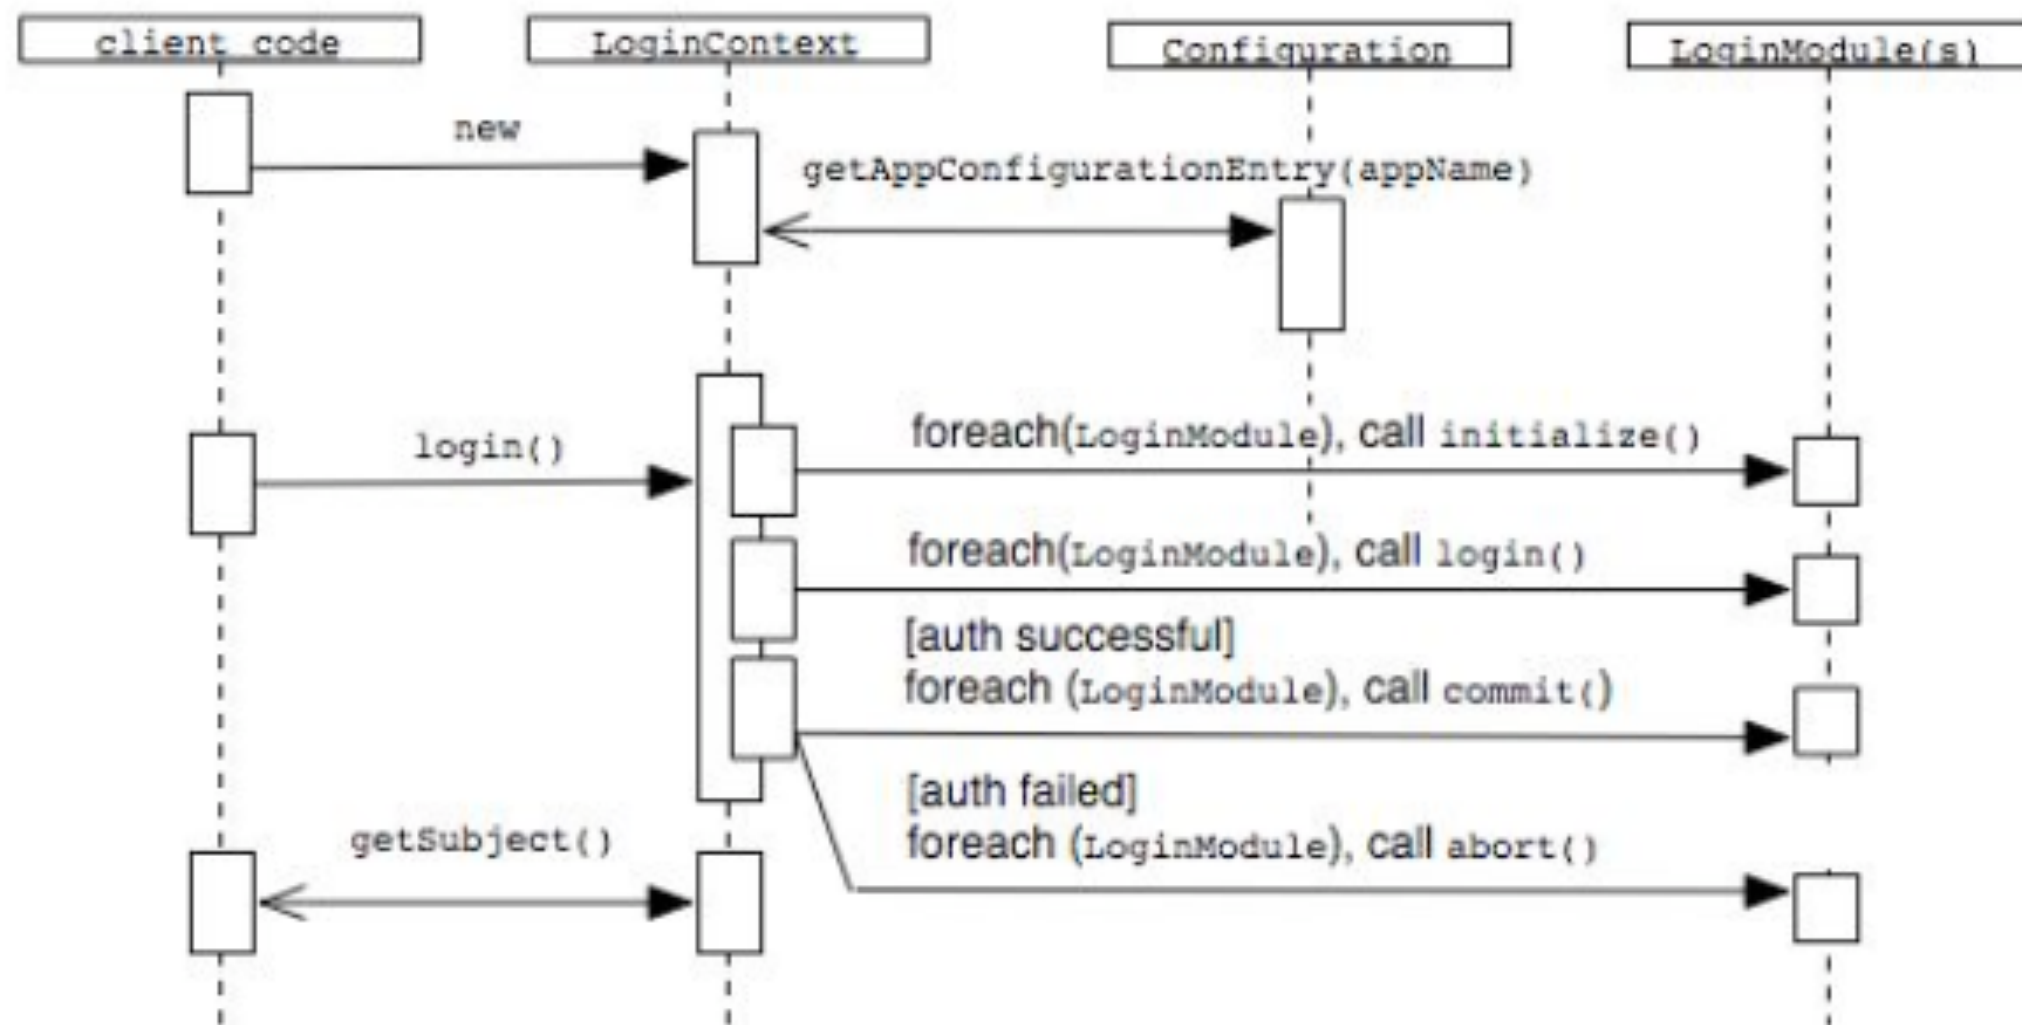 client code
LoginContext
Configuration
LoginModule(s)
new
getAppConfigurationEntry(appName)
foreach(LoginModule), call initialize()
login()
foreach(LoginModule), call login()
[auth successful]
foreach (LoginModule), call commit()
[auth failed]
foreach (LoginModule), call abort()
getSubject()